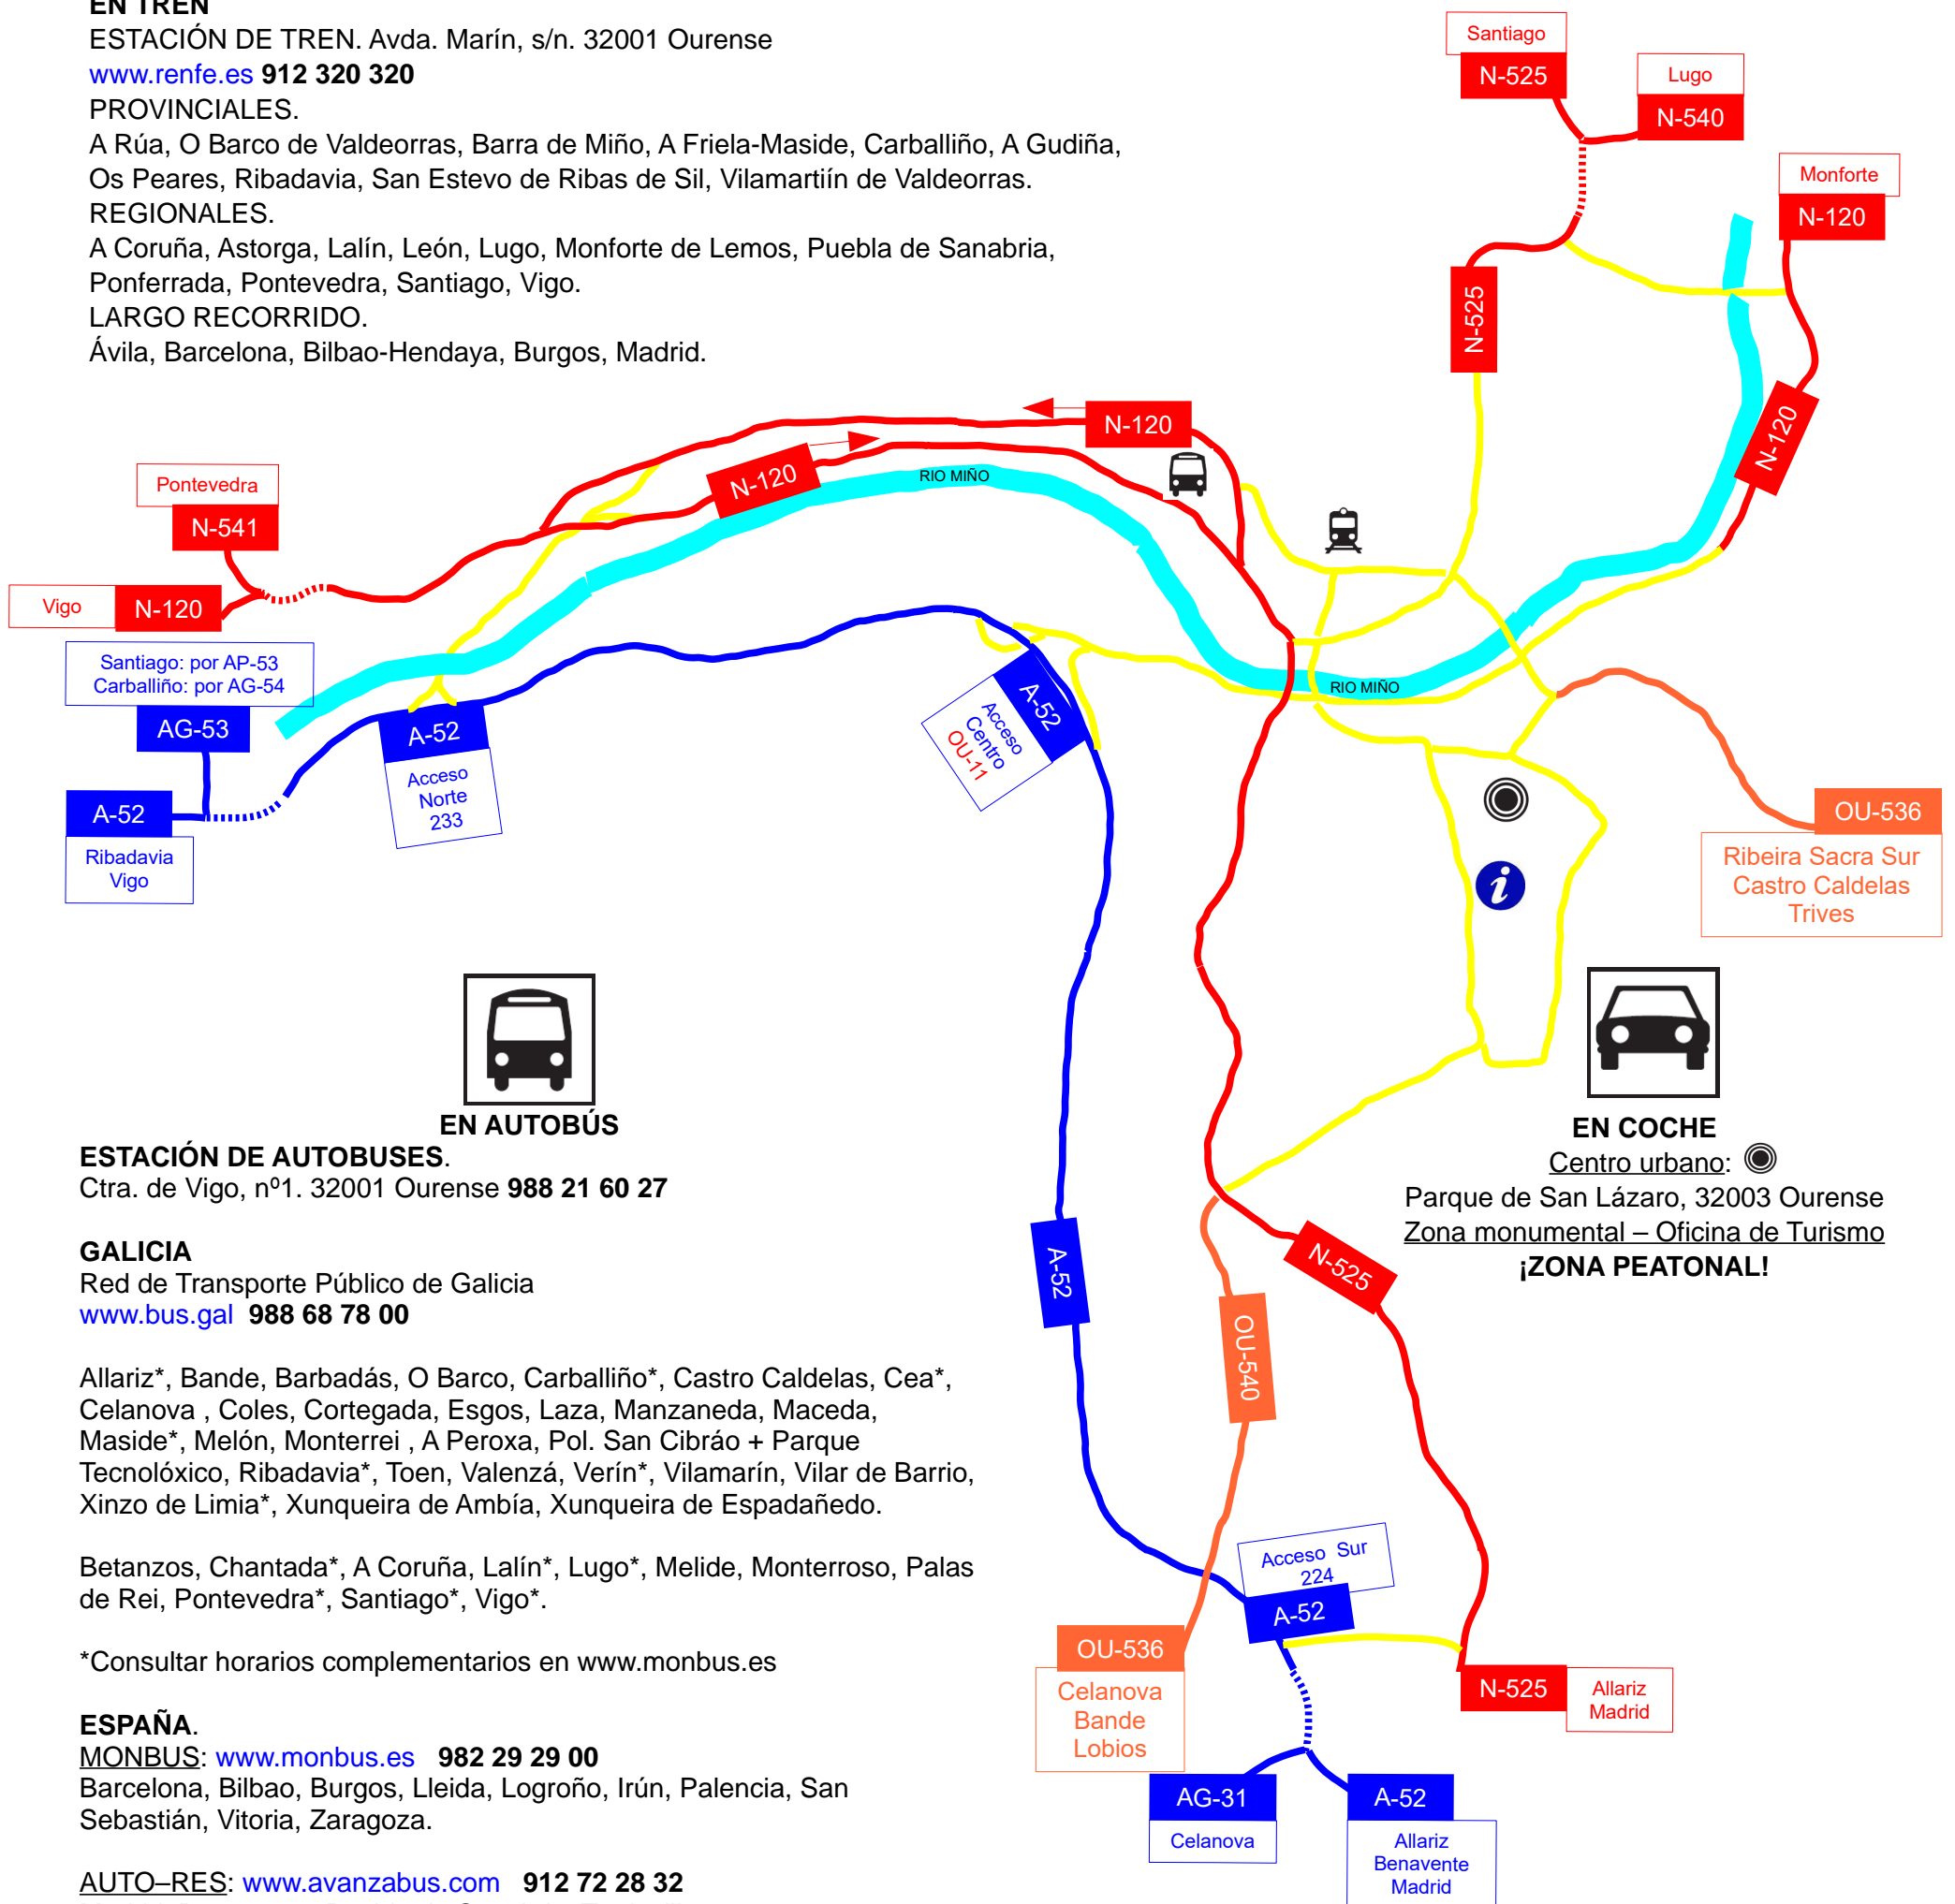 EN TREN
ESTACIÓN DE TREN. Avda. Marín, s/n. 32001 Ourense
www.renfe.es 912 320 320
PROVINCIALES.
A Rúa, O Barco de Valdeorras, Barra de Miño, A Friela-Maside, Carballiño, A Gudiña,
Os Peares, Ribadavia, San Estevo de Ribas de Sil, Vilamartiín de Valdeorras.
REGIONALES.
A Coruña, Astorga, Lalín, León, Lugo, Monforte de Lemos, Puebla de Sanabria,
Ponferrada, Pontevedra, Santiago, Vigo.
LARGO RECORRIDO.
Ávila, Barcelona, Bilbao-Hendaya, Burgos, Madrid.
Santiago
N-525
Lugo
N-540
Monforte
N-120
N-525
N-120
N-120
N-120
RIO MIÑO
Pontevedra
N-541
Vigo
N-120
Santiago: por AP-53
Carballiño: por AG-54
AG-53
A-52
Ribadavia
Vigo
A-52
Acceso
Norte
233
A-52
Acceso
Centro
OU-11
RIO MIÑO
OU-536
Ribeira Sacra Sur
Castro Caldelas
Trives
i
EN AUTOBÚS
ESTACIÓN DE AUTOBUSES.
Ctra. de Vigo, nº1. 32001 Ourense 988 21 60 27
GALICIA
Red de Transporte Público de Galicia
www.bus.gal 988 68 78 00
Allariz*, Bande, Barbadás, O Barco, Carballiño*, Castro Caldelas, Cea*,
Celanova , Coles, Cortegada, Esgos, Laza, Manzaneda, Maceda,
Maside*, Melón, Monterrei , A Peroxa, Pol. San Cibráo + Parque
Tecnolóxico, Ribadavia*, Toen, Valenzá, Verín*, Vilamarín, Vilar de Barrio,
Xinzo de Limia*, Xunqueira de Ambía, Xunqueira de Espadañedo.
Betanzos, Chantada*, A Coruña, Lalín*, Lugo*, Melide, Monterroso, Palas
de Rei, Pontevedra*, Santiago*, Vigo*.
*Consultar horarios complementarios en www.monbus.es
ESPAÑA.
MONBUS: www.monbus.es 982 29 29 00
Barcelona, Bilbao, Burgos, Lleida, Logroño, Irún, Palencia, San
Sebastián, Vitoria, Zaragoza.
AUTO–RES: www.avanzabus.com 912 72 28 32
EN COCHE
Centro urbano:
Parque de San Lázaro, 32003 Ourense
Zona monumental – Oficina de Turismo
¡ZONA PEATONAL!
A-52
N-525
OU-540
Acceso Sur
224
A-52
OU-536
Celanova
Bande
Lobios
N-525
Allariz
Madrid
AG-31
Celanova
A-52
Allariz
Benavente
Madrid